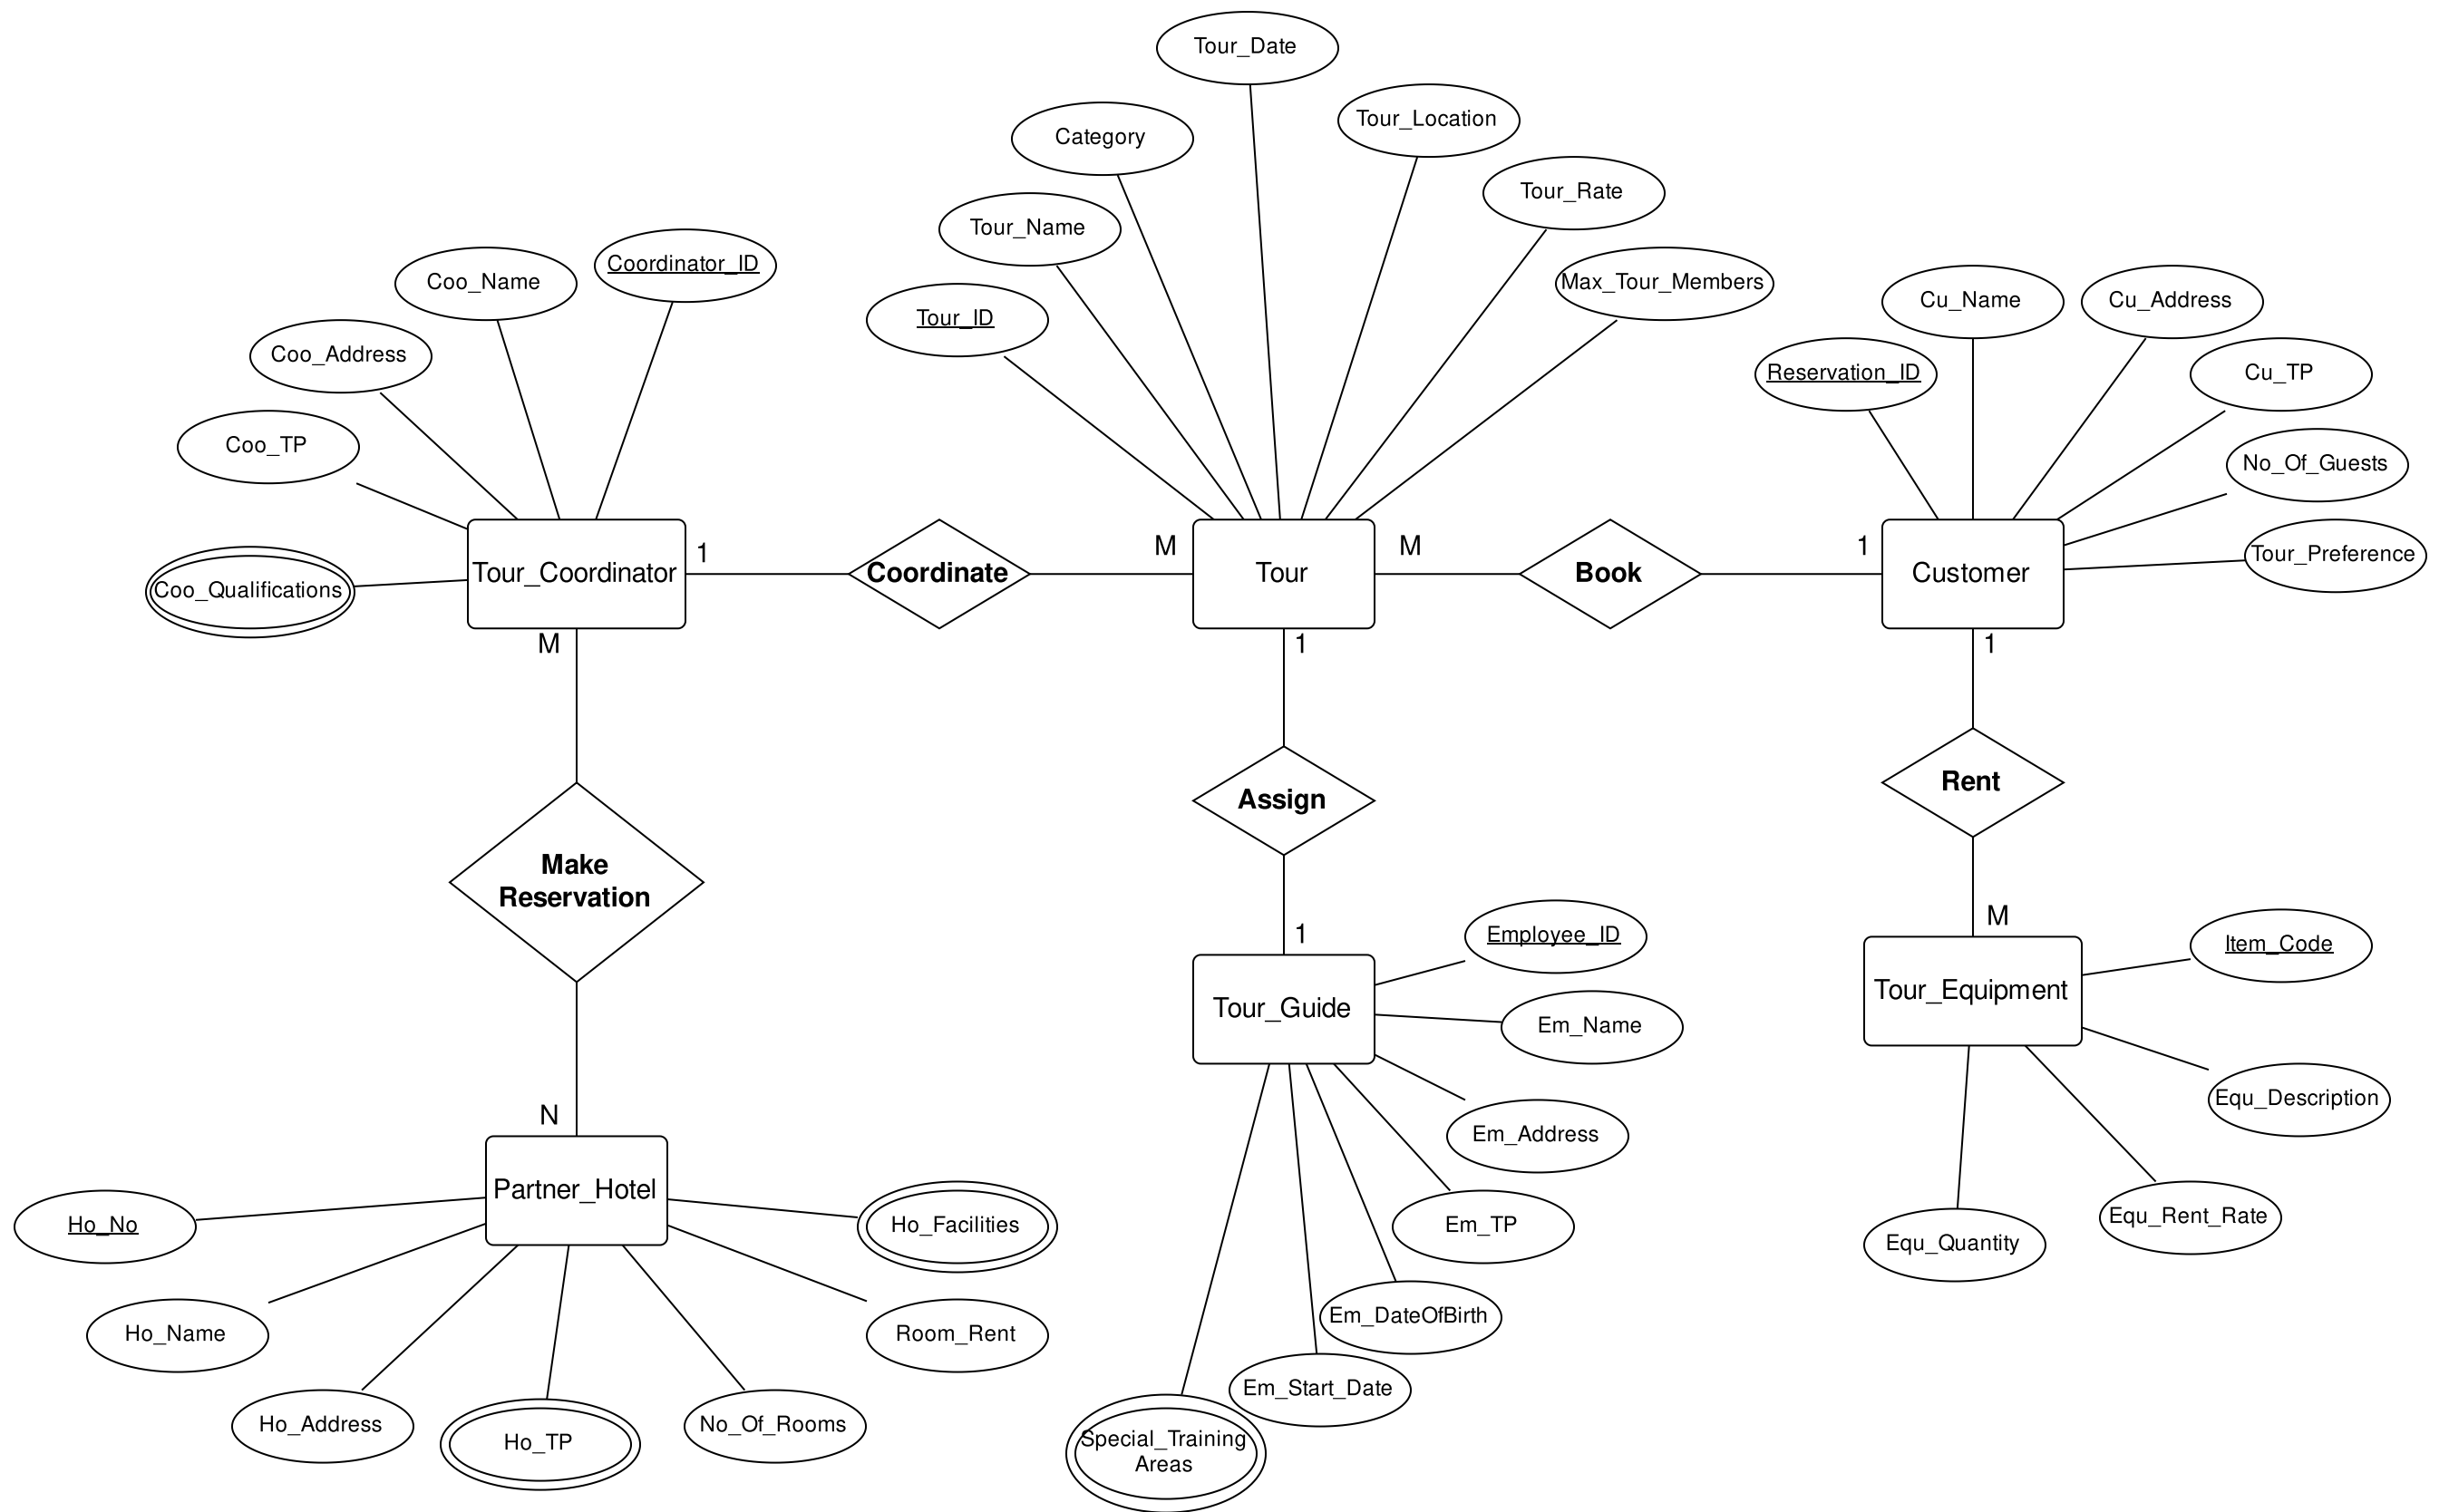 Tour_Date
Tour_Location
Category
Tour_Rate
Tour_Name
Coordinator_ID
Coo_Name
Max_Tour_Members
Cu_Name
Cu_Address
Tour_ID
Coo_Address
Reservation_ID
Cu_TP
Coo_TP
No_Of_Guests
1
M
M
1
Tour_Preference
Coo_Qualifications
Tour_Coordinator
Coordinate
Tour
Book
Customer
M
1
1
Rent
Assign
Make
Reservation
M
1
Employee_ID
Item_Code
Tour_Equipment
Tour_Guide
Em_Name
Equ_Description
N
Em_Address
Partner_Hotel
Equ_Rent_Rate
Ho_No
Ho_Facilities
Em_TP
Equ_Quantity
Em_DateOfBirth
Ho_Name
Room_Rent
Em_Start_Date
Ho_Address
No_Of_Rooms
Ho_TP
Special_Training
Areas